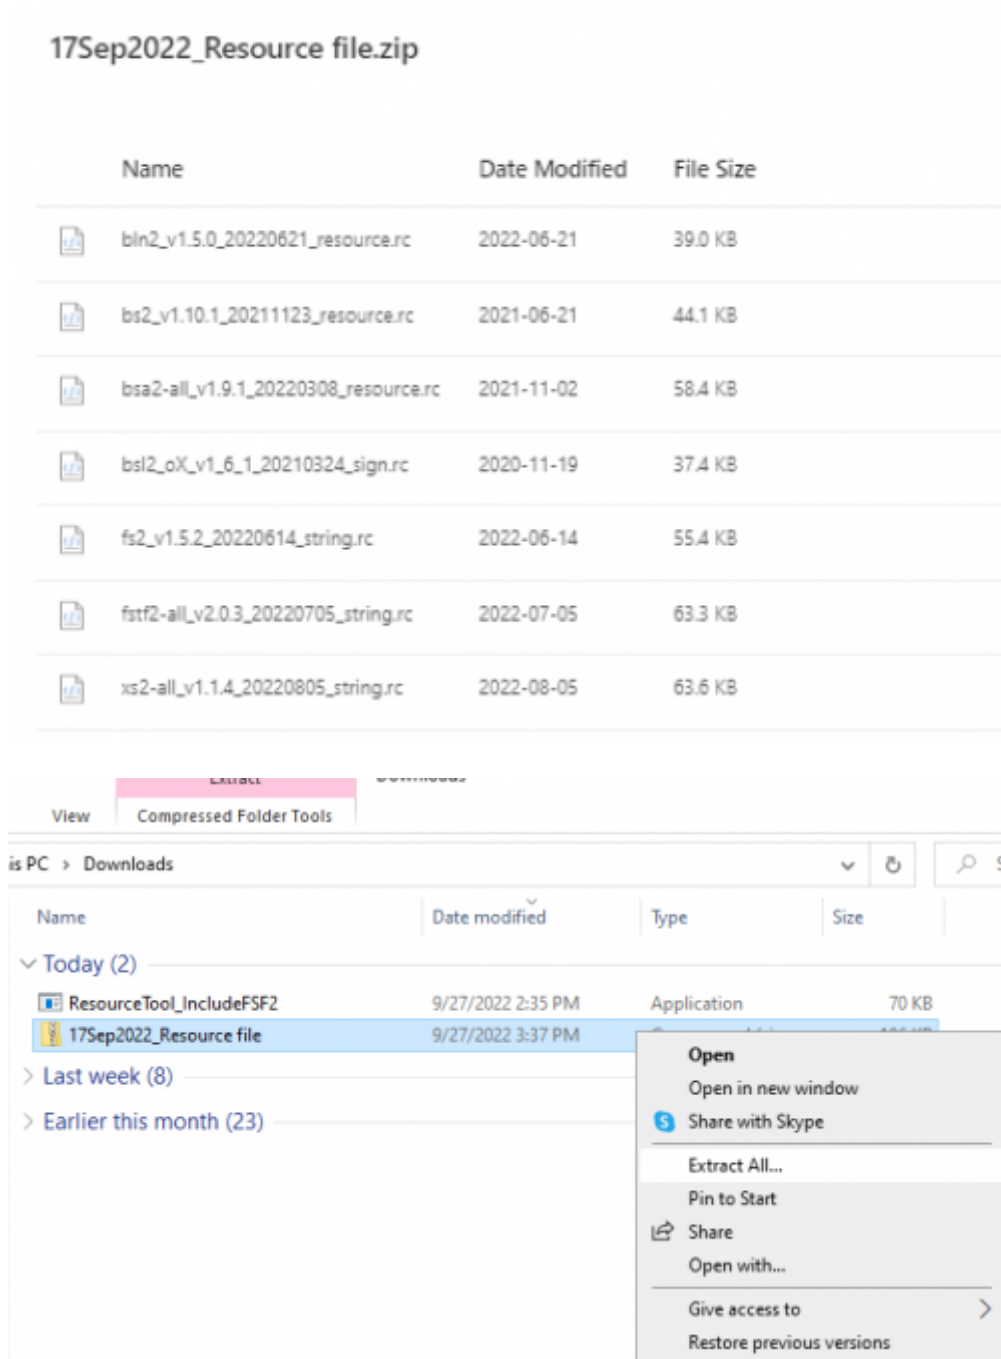 17Sep2022_Resource file.zip
Name Date Modified File Size
bln2_v1.5.0_20220621_resource.rc 2022-06-21 39.0 KB
bs2_v1.10.1_20211123_resource.rc 2021-06-21 44.1 KB
bsa2-all_v1.9.1_20220308_resource.rc 2021-11-02 58.4 KB
bsl2_oX_v1_6_1_20210324_sign.rc 2020-11-19 37.4 KB
fs2_v1.5.2_20220614_string.rc 2022-06-14 55.4 KB
fstf2-all_v2.0.3_20220705_string.rc 2022-07-05 63.3 KB
xs2-all_v1.1.4_20220805_string.rc 2022-08-05 63.6 KB
Extract Downloads
View Compressed Folder Tools
is PC > Downloads
Name Date modified Type Size
Today (2)
ResourceTool_IncludeFSF2 9/27/2022 2:35 PM Application 70 KB
17Sep2022_Resource file 9/27/2022 3:37 PM
Open
Last week (8)
Open in new window
Earlier this month (23)
Share with Skype
Extract All...
Pin to Start
Share
Open with...
Give access to
Restore previous versions